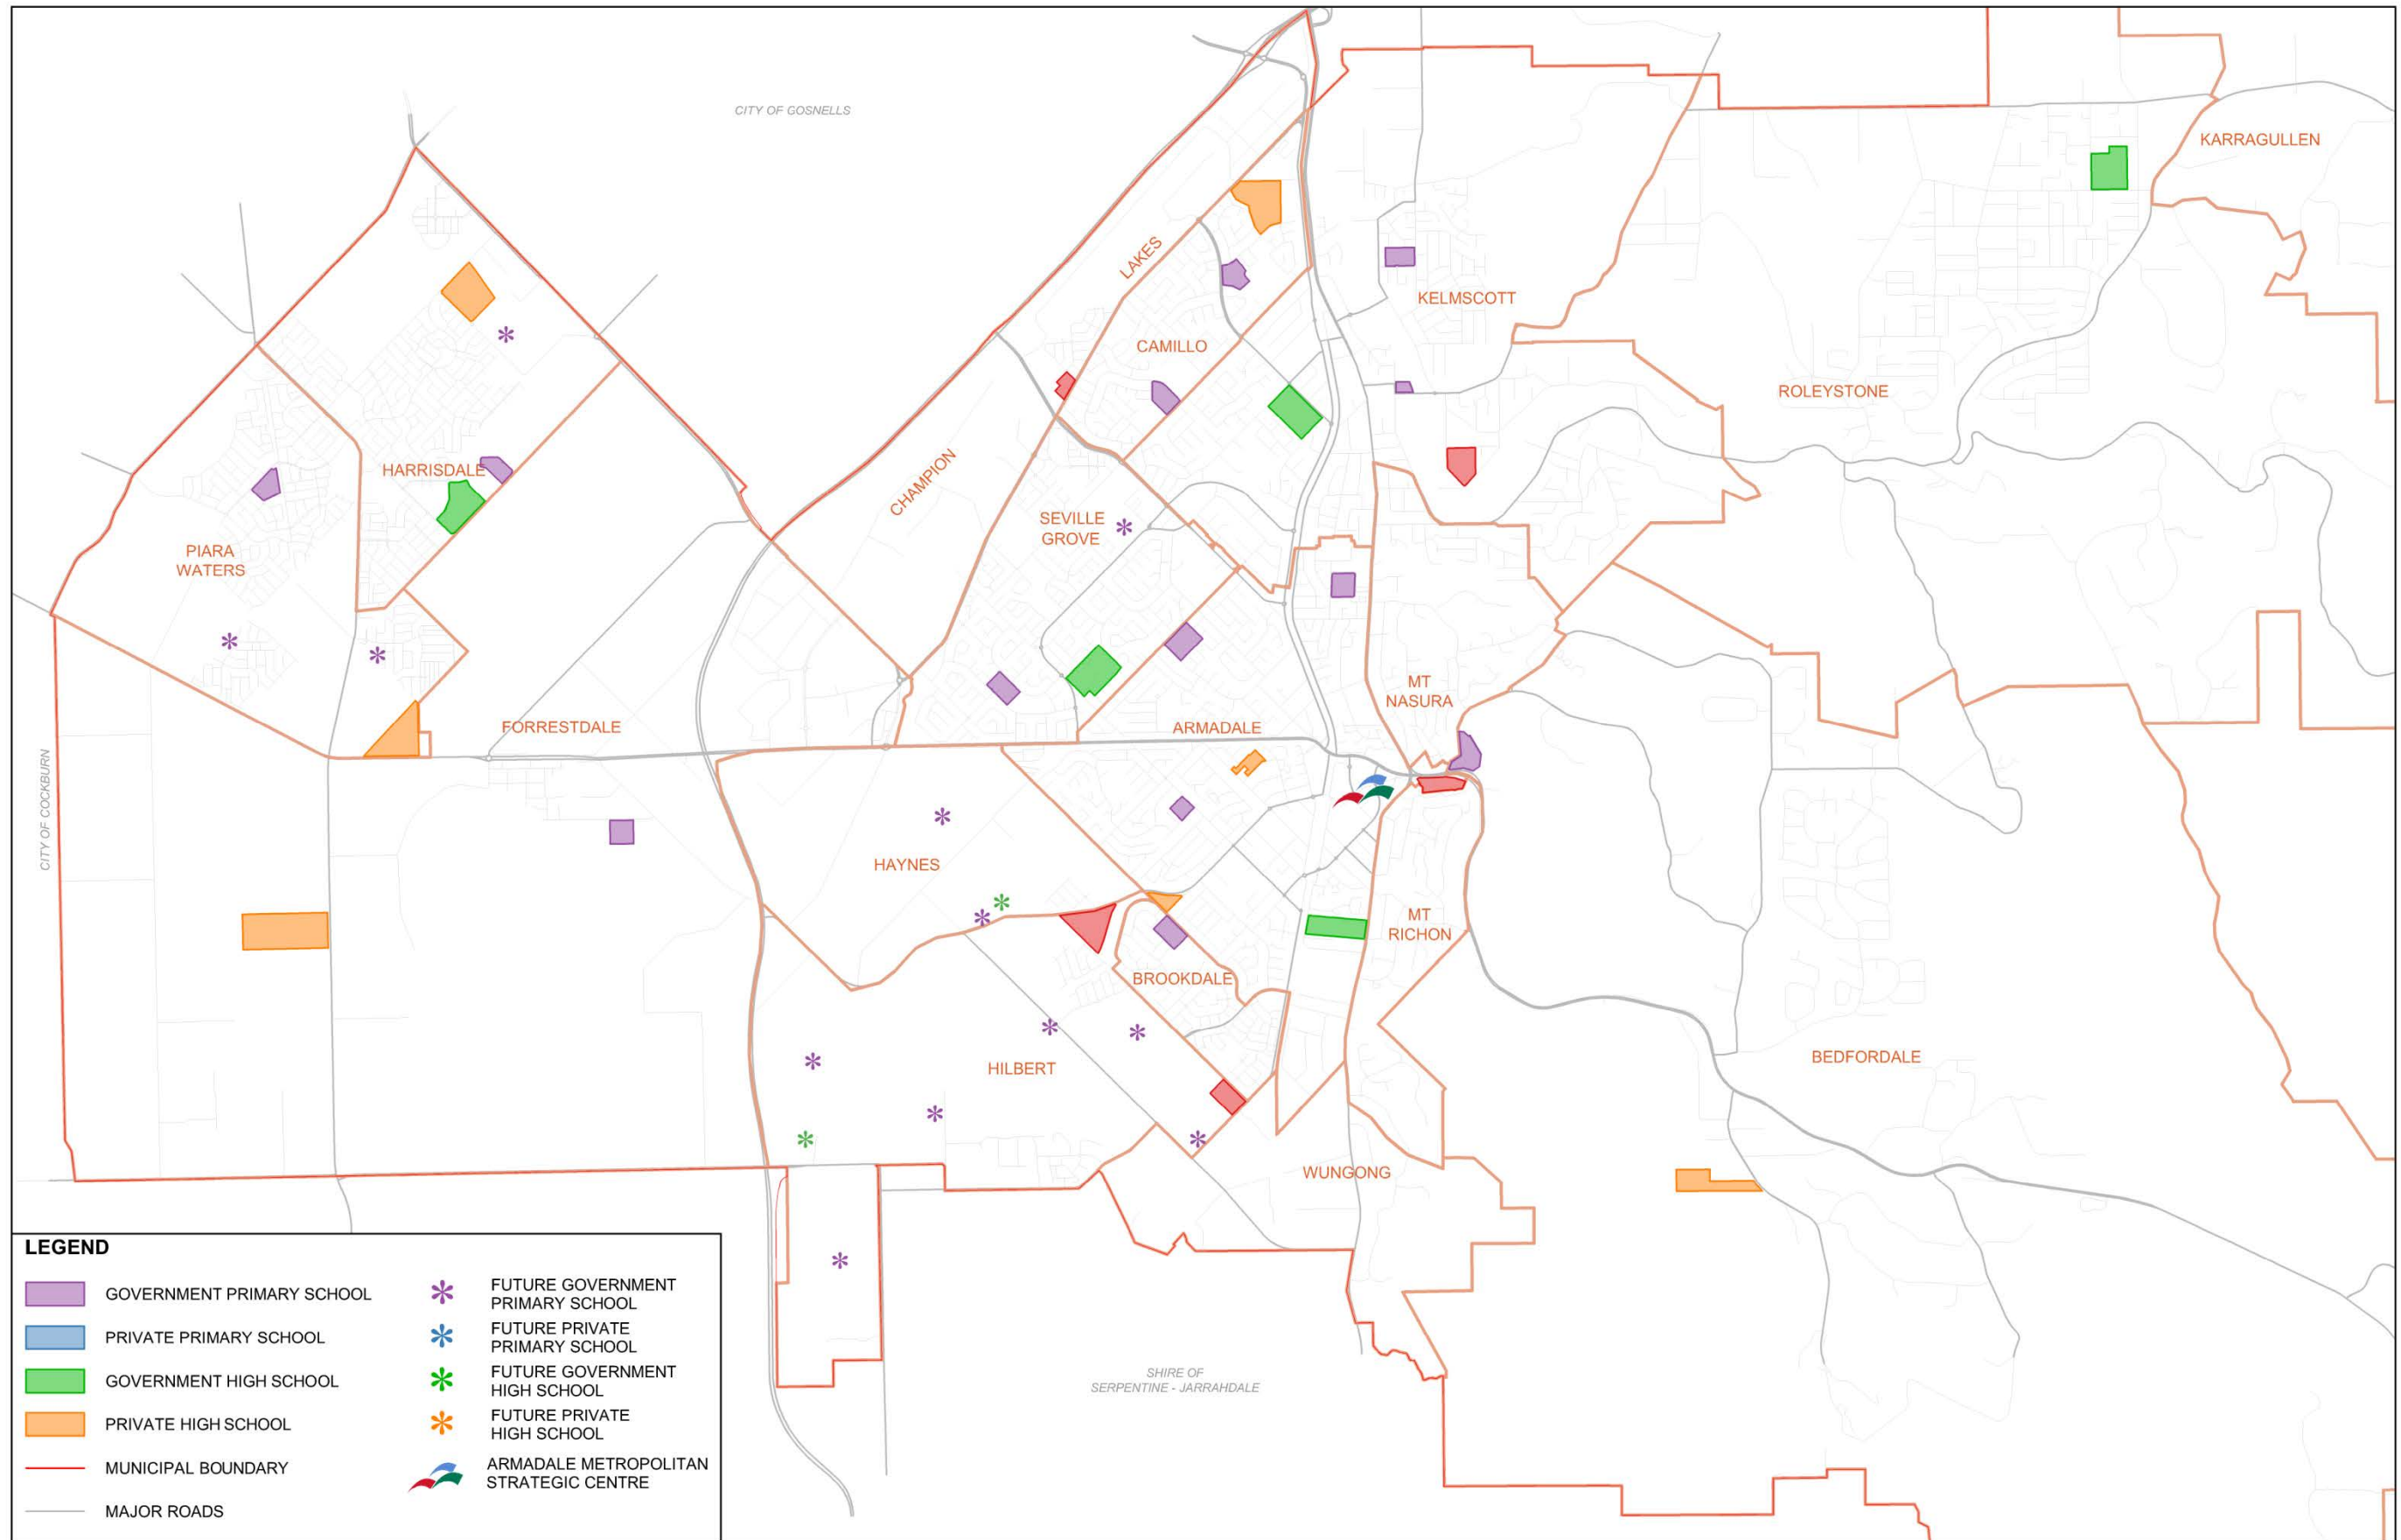 CITY OF GOSNELLS
KARRAGULLEN
LAKES
KELMSCOTT
CAMILLO
ROLEYSTONE
HARRISDALE
CHAMPION
SEVILLE
GROVE
PIARA
WATERS
MT
NASURA
FORRESTDALE
ARMADALE
CITY OF COCKBURN
HAYNES
MT
RICHON
BROOKDALE
BEDFORDALE
HILBERT
WUNGONG
SHIRE OF
SERPENTINE - JARRAHDALE
LEGEND
GOVERNMENT PRIMARY SCHOOL
PRIVATE PRIMARY SCHOOL
GOVERNMENT HIGH SCHOOL
PRIVATE HIGH SCHOOL
MUNICIPAL BOUNDARY
MAJOR ROADS
FUTURE GOVERNMENT
PRIMARY SCHOOL
FUTURE PRIVATE
PRIMARY SCHOOL
FUTURE GOVERNMENT
HIGH SCHOOL
FUTURE PRIVATE
HIGH SCHOOL
ARMADALE METROPOLITAN
STRATEGIC CENTRE